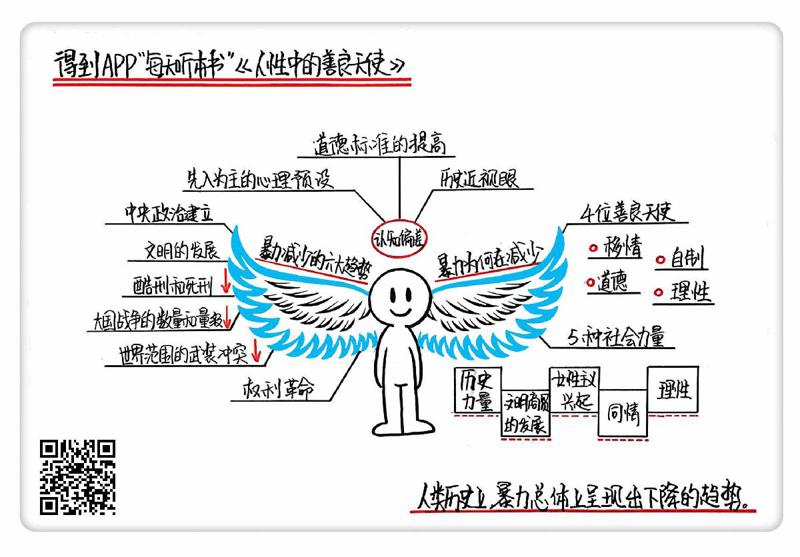 得到APP"每天听本书"《人性中的善良天使》
道德标准的提高
先入为主的心理预设
历史近视眼
认知偏差
中央政治建立
文明的发展
酷刑和死刑
大国战争的数量和量级
世界范围的武装冲突
权利革命
暴力减少的六大趋势
暴力为何在减少
4位善良天使
移情
自制
道德
理性
5种社会力量
历史
力量
文明商圈
的发展
女性主义
兴起
同情
理性
人类历史上,暴力总体上呈现出下降的趋势。